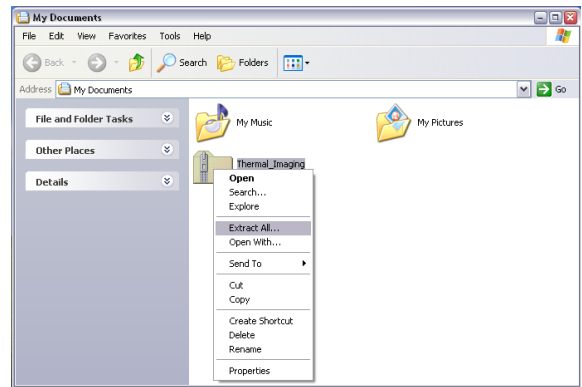 My Documents
File Edit View Favorites Tools Help
Back Search Folders
Address My Documents Go
File and Folder Tasks
Other Places
Details
My Music
My Pictures
Thermal_Imaging
Open
Search...
Explore
Extract All...
Open With...
Send To
Cut
Copy
Create Shortcut
Delete
Rename
Properties